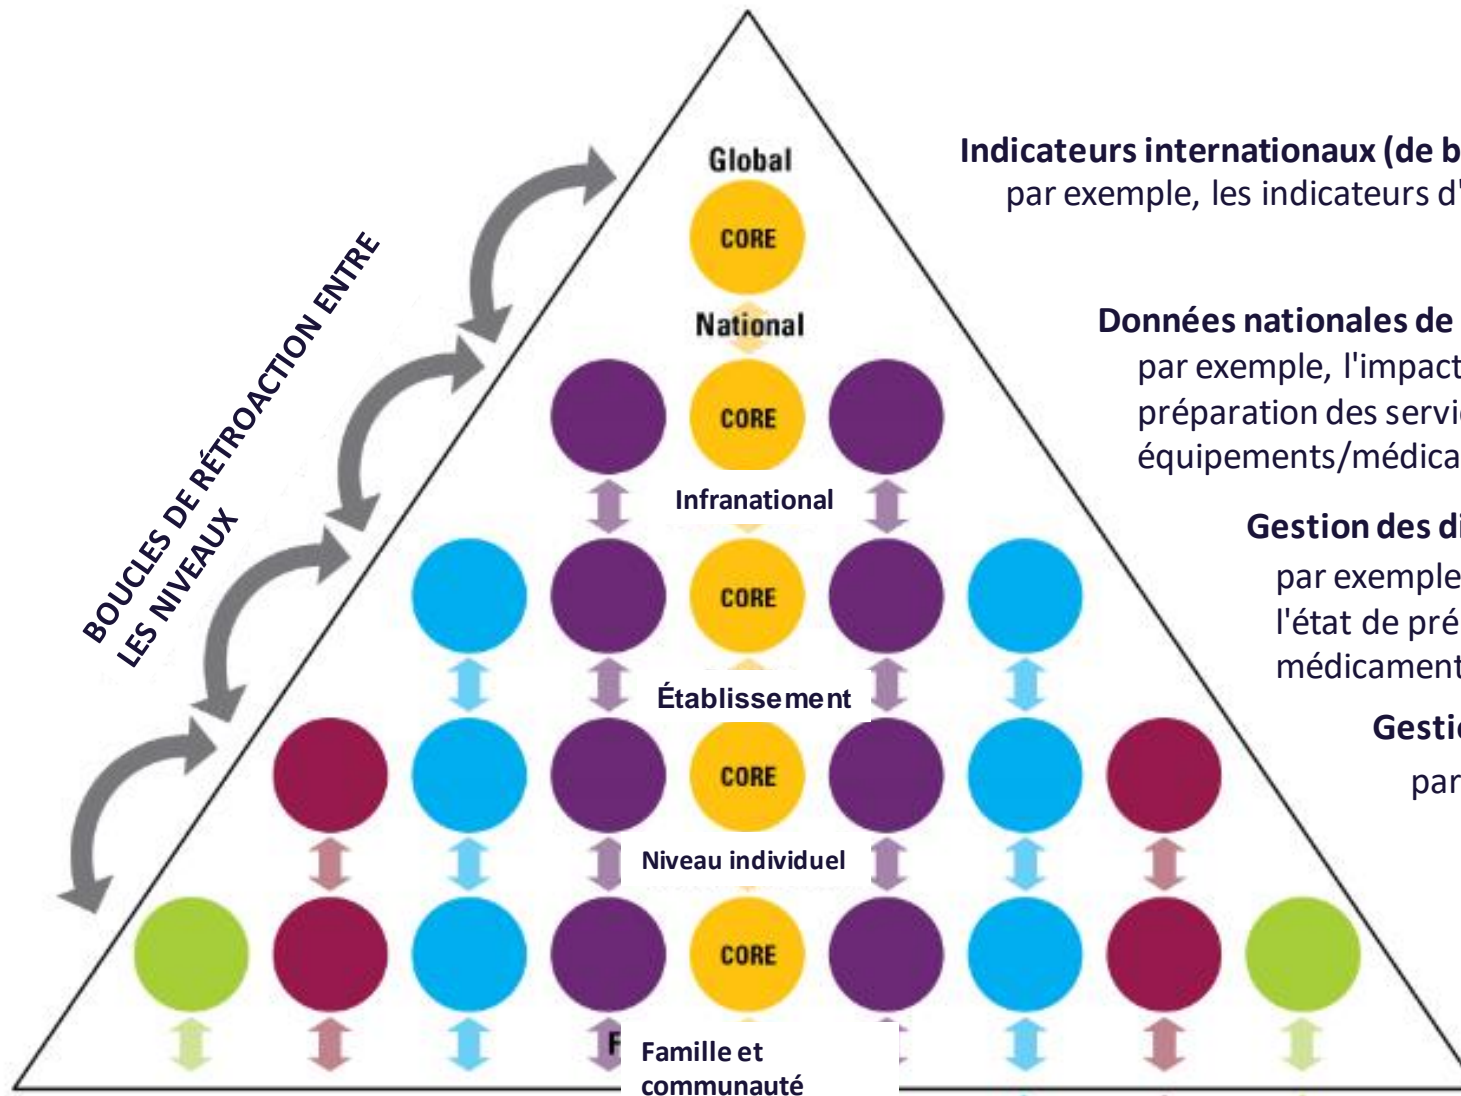 Global
CORE
National
CORE
Infranational
CORE
Établissement
CORE
Niveau individuel
CORE
F
Famille et
communauté
BOUCLES DE RÉTROACTION ENTRE
LES NIVEAUX
Indicateurs internationaux (de b
par exemple, les indicateurs d'
Données nationales de
par exemple, l'impact
préparation des servi
équipements/médica
Gestion des di
par exemple
l'état de pré
médicament
Gesti
par